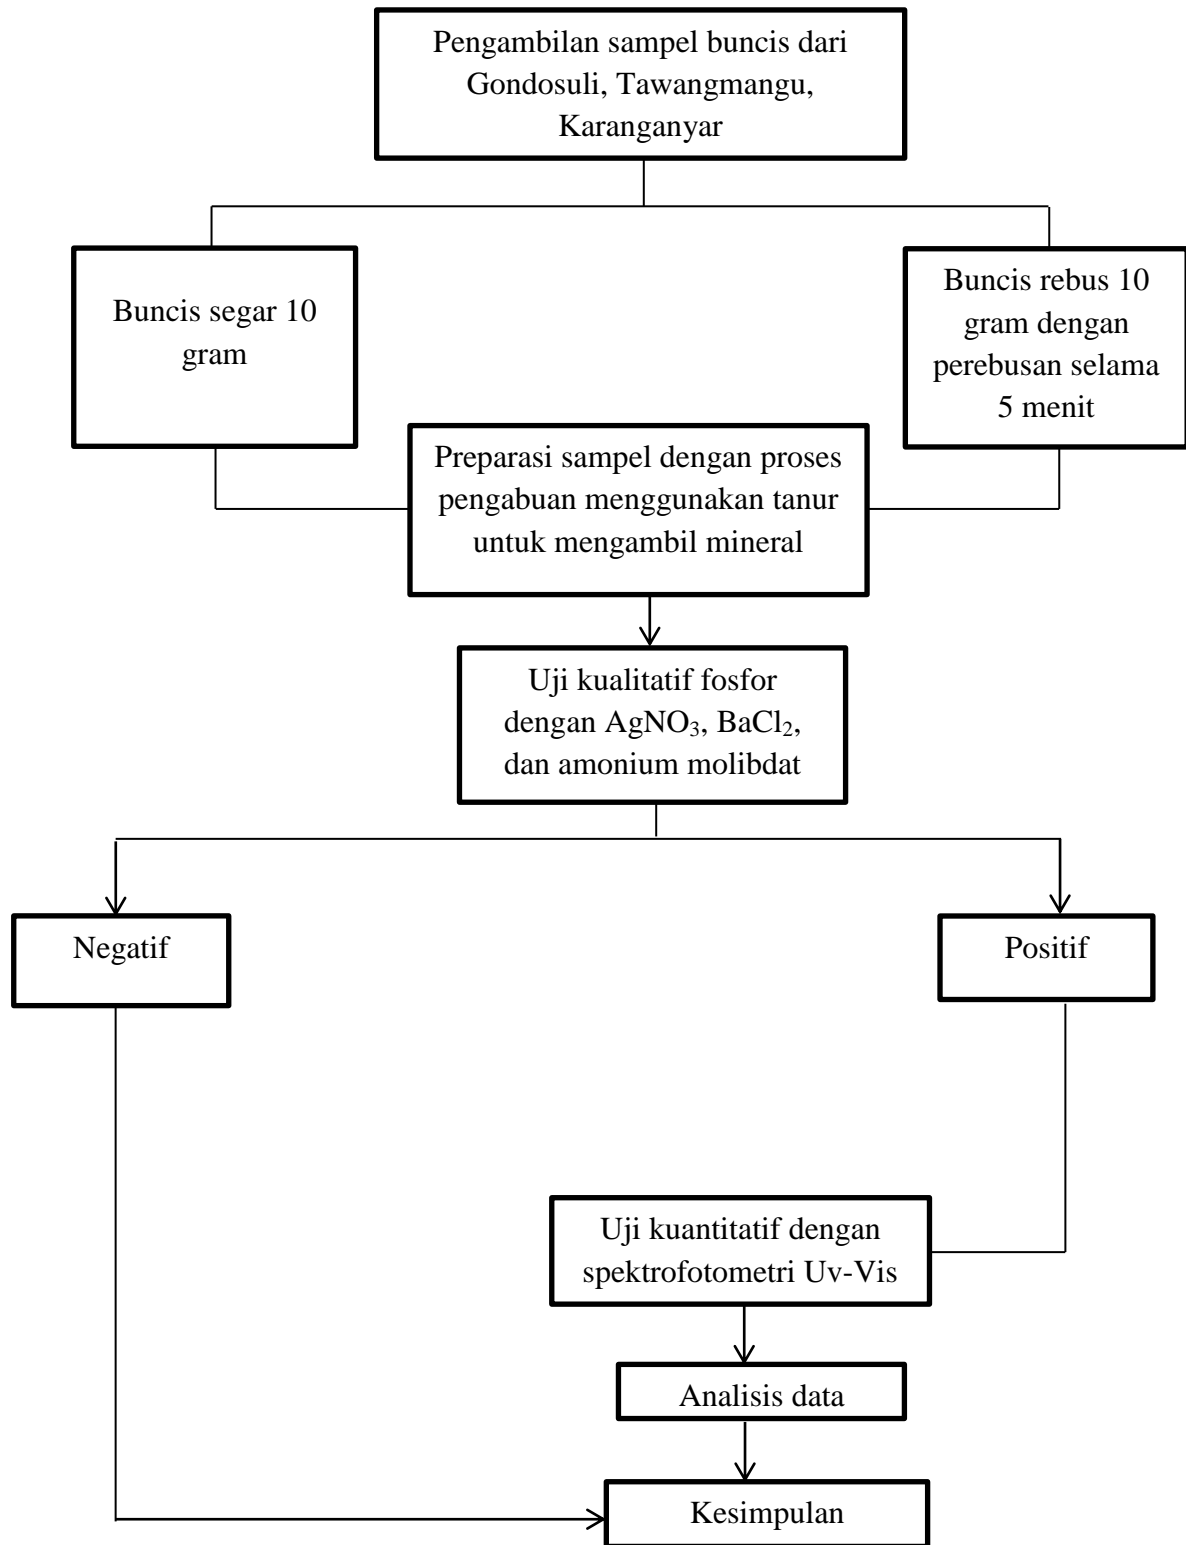 Pengambilan sampel buncis dari
Gondosuli, Tawangmangu,
Karanganyar
Buncis segar 10
gram
Buncis rebus 10
gram dengan
perebusan selama
5 menit
Preparasi sampel dengan proses
pengabuan menggunakan tanur
untuk mengambil mineral
Uji kualitatif fosfor
dengan AgNO₃, BaCl₂,
dan amonium molibdat
Negatif
Positif
Uji kuantitatif dengan
spektrofotometri Uv-Vis
Analisis data
Kesimpulan